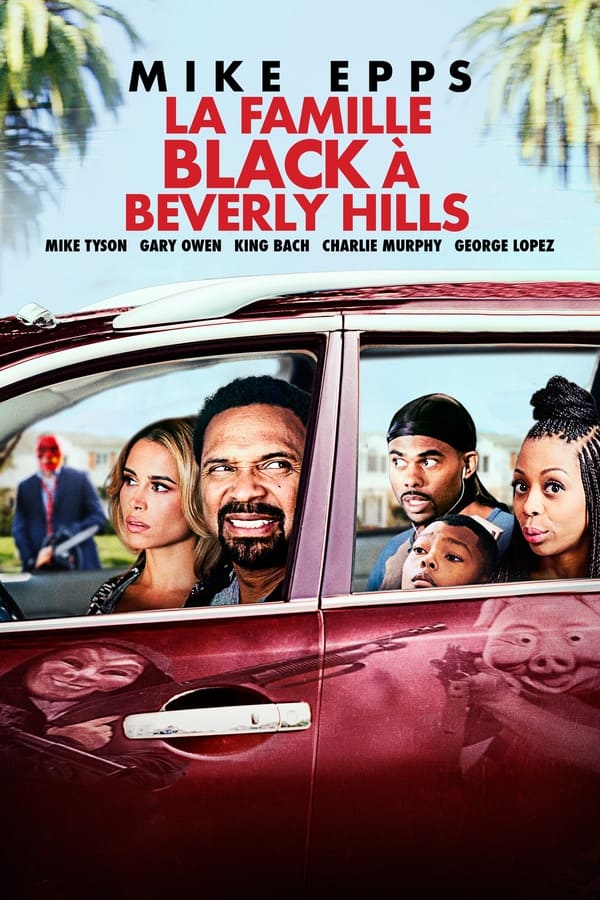 MIKE EPPS
LA FAMILLE
BLACK À
BEVERLY HILLS
MIKE TYSON GARY OWEN KING BACH CHARLIE MURPHY GEORGE LOPEZ